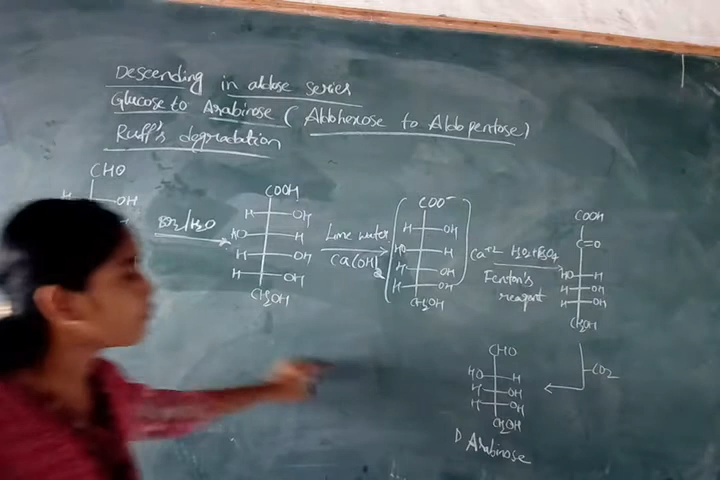 Descending in aldose series
Glucose to Arabinose (Aldohexose to Aldopentose)
Ruff's degradation
CHO
H OH
Br2/H2O
COOH
H OH
HO H
H OH
H OH
CH2OH
Lime water
Ca(OH)2
COO-
H OH
HO H
H OH
H OH
CH2OH
Ca+2
H2O2+FeSO4
Fenton's
reagent
COOH
C=O
HO H
H OH
H OH
CH2OH
-CO2
CHO
HO H
H OH
H OH
CH2OH
D Arabinose